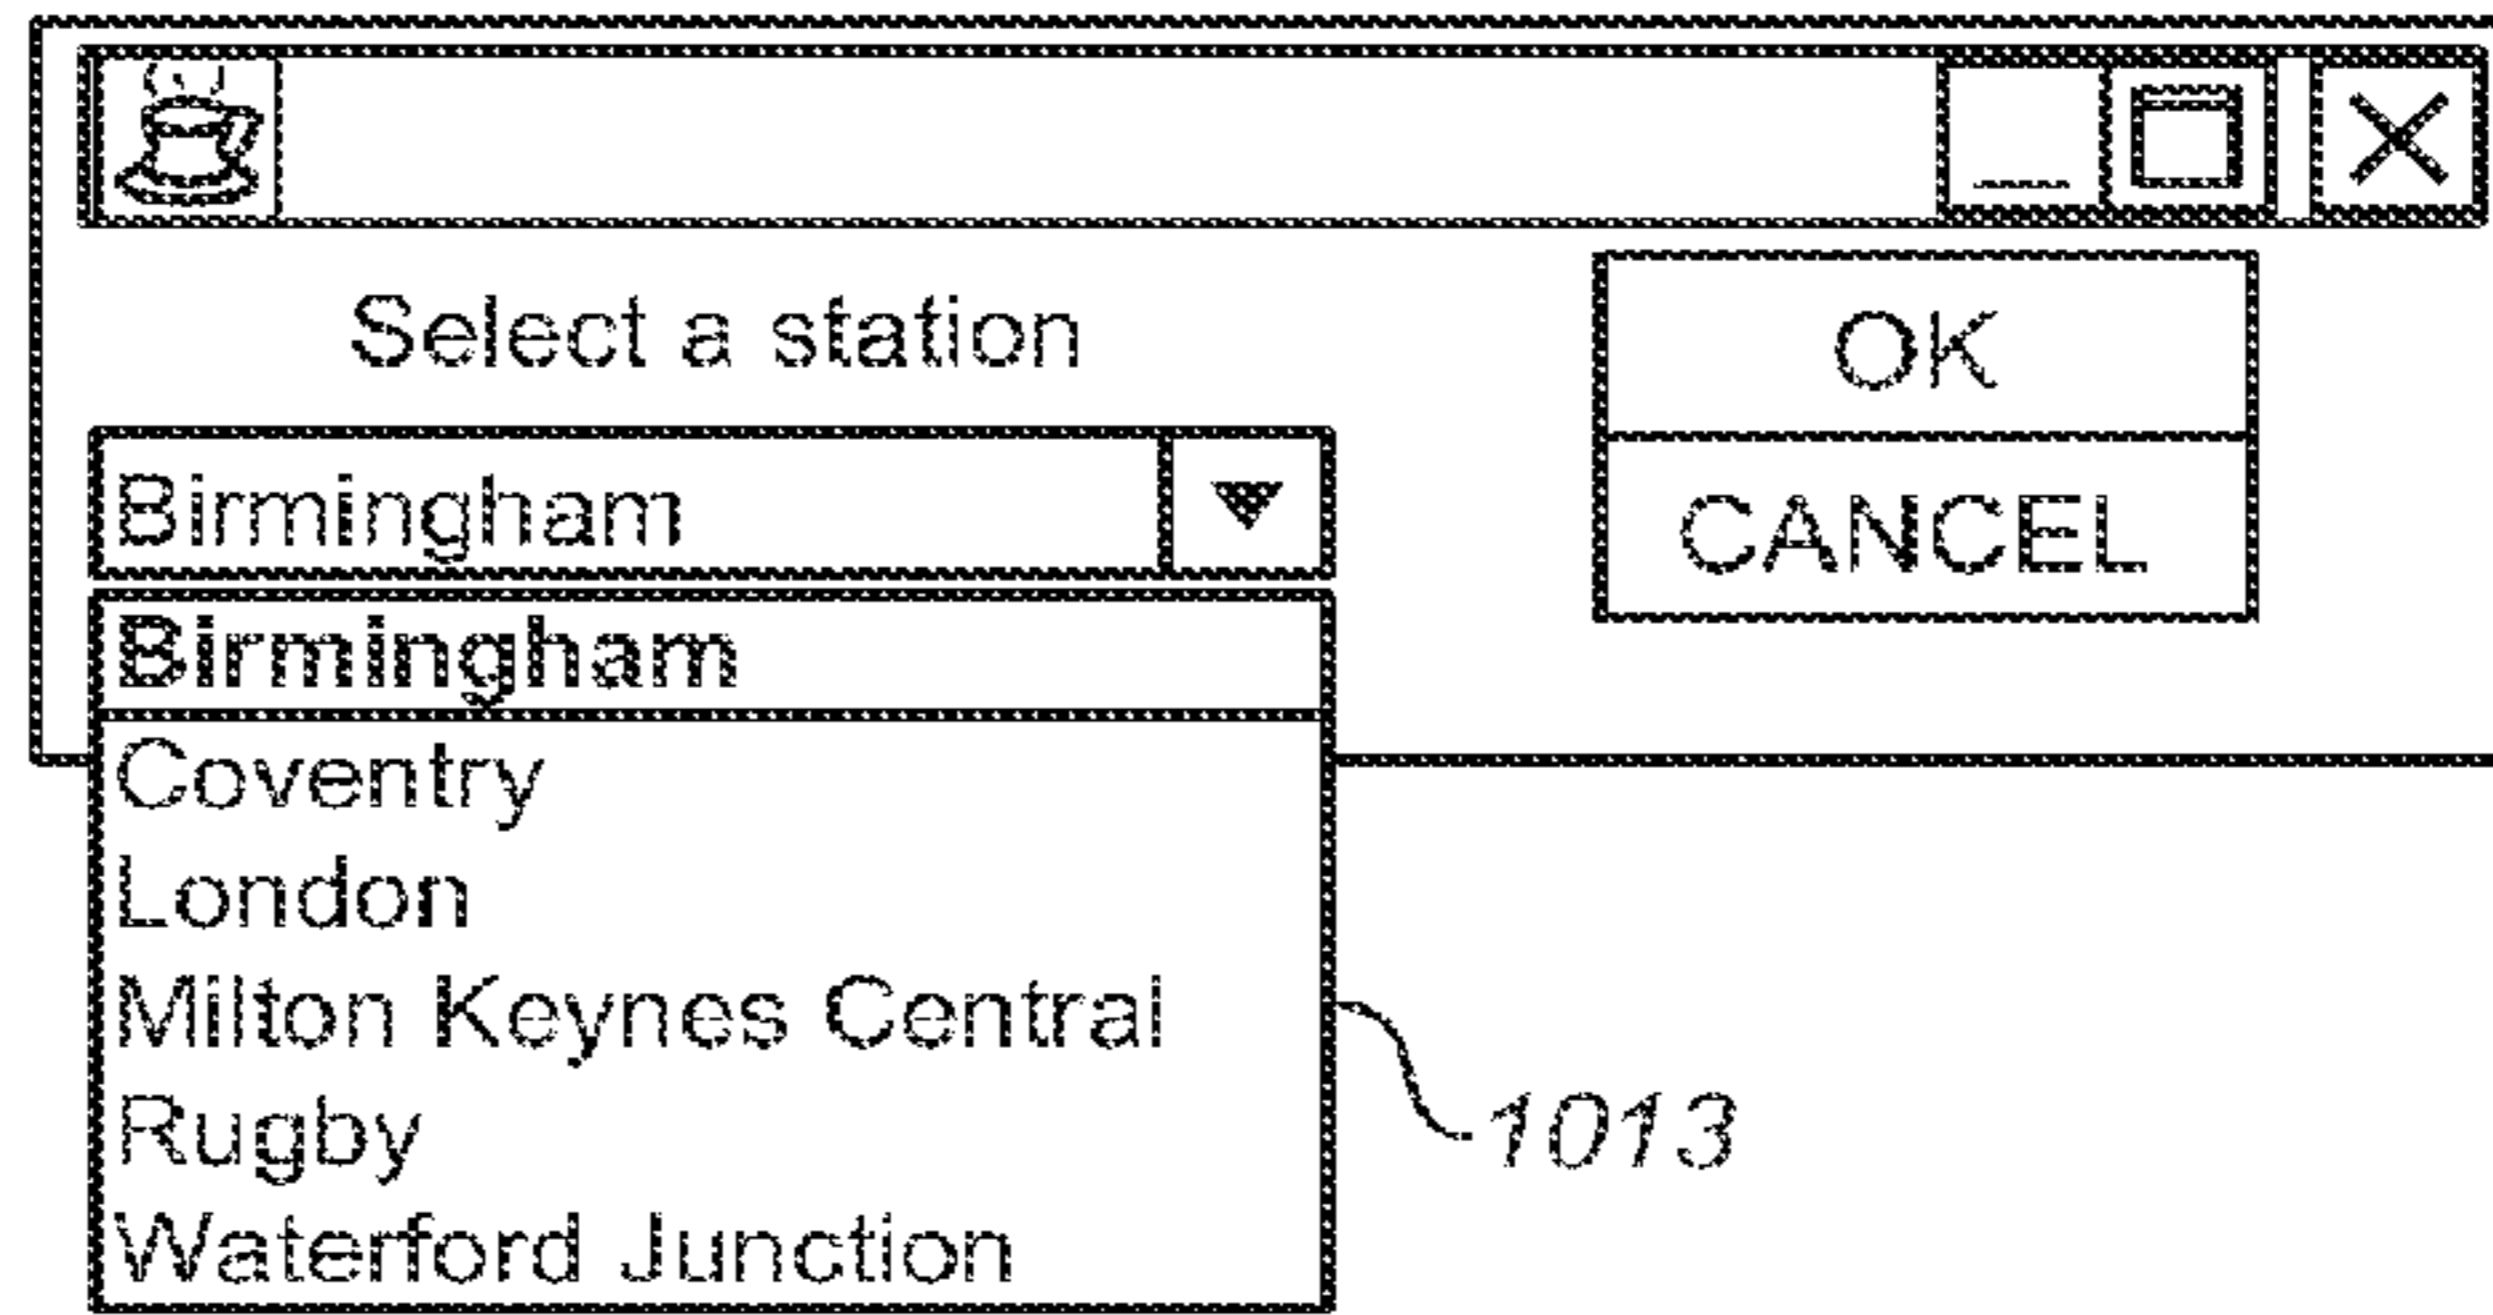 Select a station
OK
Birmingham
CANCEL
Birmingham
Coventry
London
Milton Keynes Central
Rugby
1013
Waterford Junction